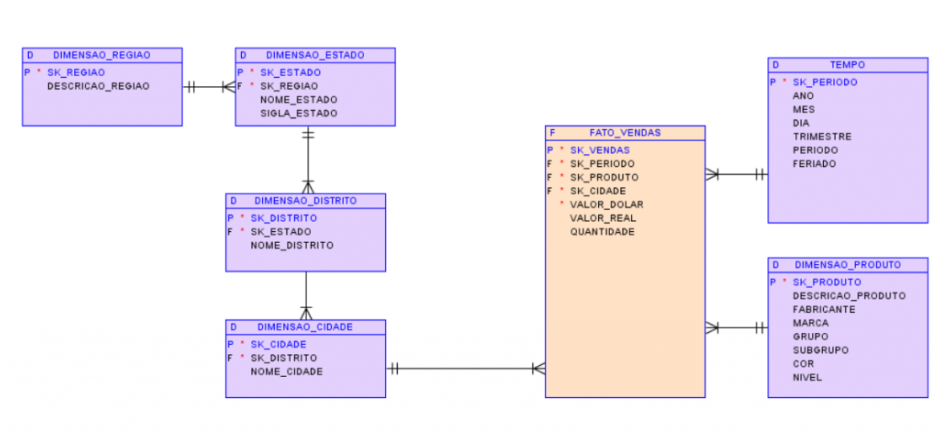 D DIMENSAO_REGIAO
P * SK_REGIAO
DESCRICAO_REGIAO
D DIMENSAO_ESTADO
P * SK_ESTADO
F * SK_REGIAO
NOME_ESTADO
SIGLA_ESTADO
D DIMENSAO_DISTRITO
P * SK_DISTRITO
F * SK_ESTADO
NOME_DISTRITO
D DIMENSAO_CIDADE
P * SK_CIDADE
F * SK_DISTRITO
NOME_CIDADE
F FATO_VENDAS
P * SK_VENDAS
F * SK_PERIODO
F * SK_PRODUTO
F * SK_CIDADE
* VALOR_DOLAR
VALOR_REAL
QUANTIDADE
D TEMPO
P * SK_PERIODO
ANO
MES
DIA
TRIMESTRE
PERIODO
FERIADO
D DIMENSAO_PRODUTO
P * SK_PRODUTO
DESCRICAO_PRODUTO
FABRICANTE
MARCA
GRUPO
SUBGRUPO
COR
NIVEL